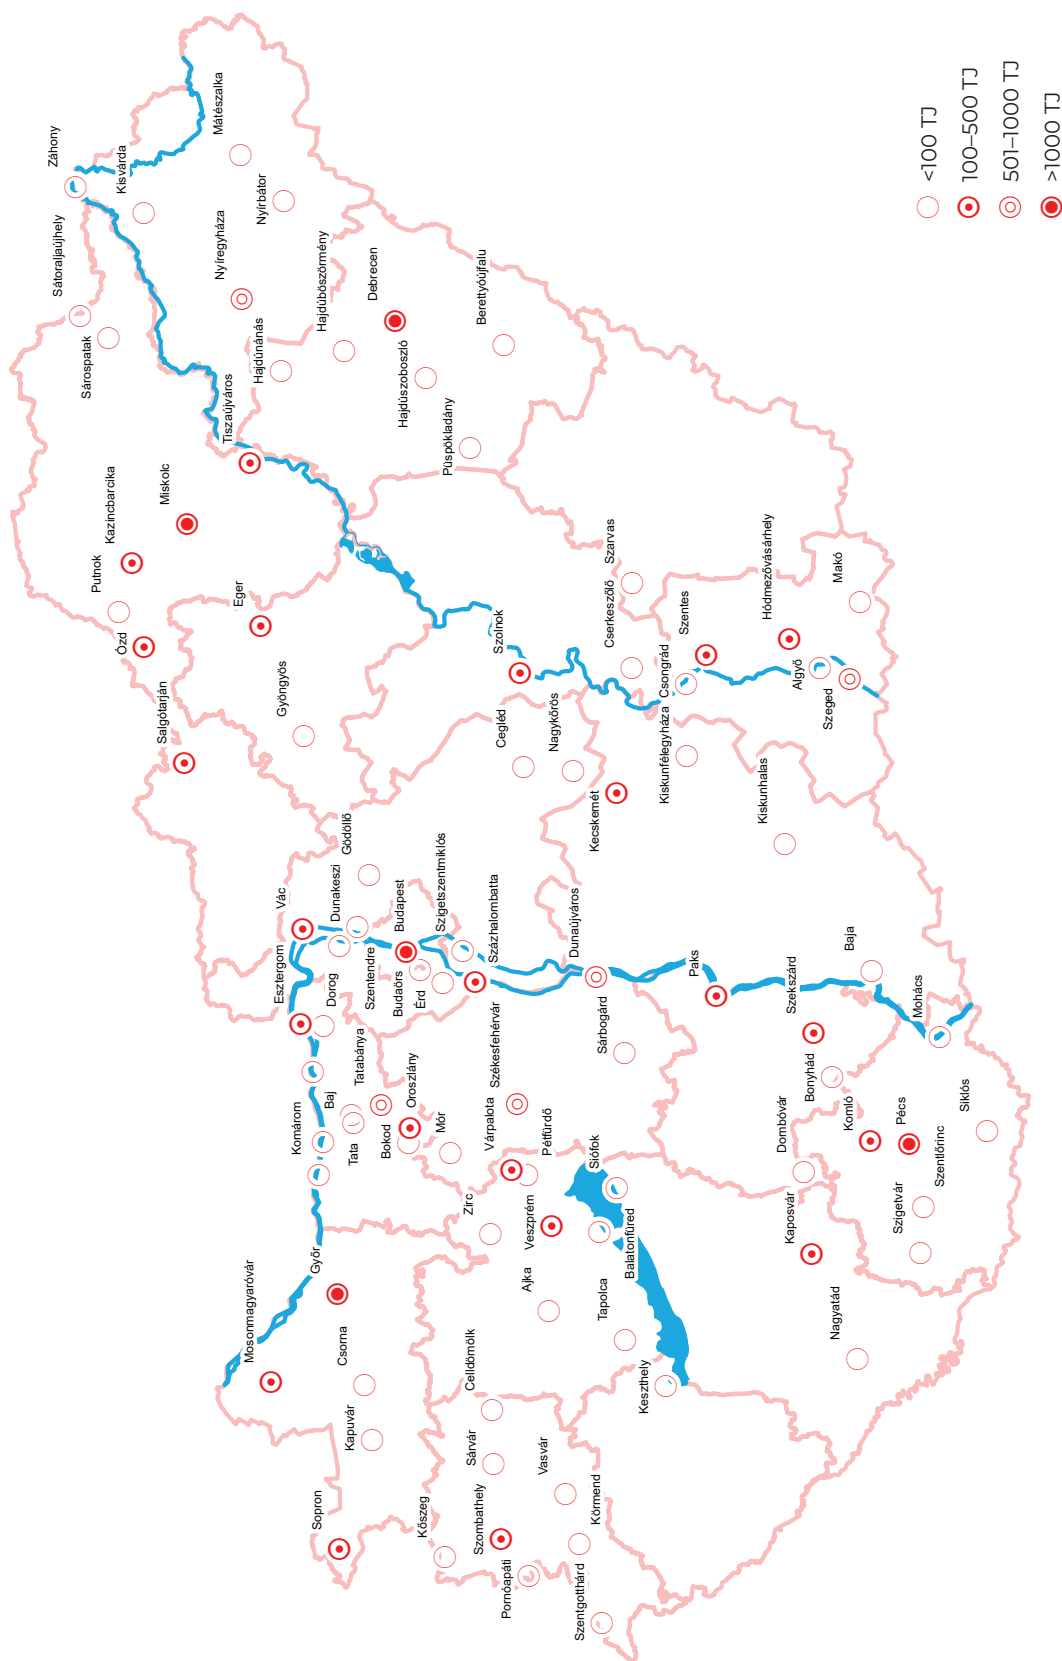 Záhony
Kisvárda
Mátészalka
Sátoraljaújhely
Sárospatak
Nyíregyháza
Nyírbátor
Hajdúnánás
Hajdúböszörmény
Debrecen
Hajdúszoboszló
Berettyóújfalu
Püspökladány
Tiszaújváros
Putnok
Kazincbarcika
Miskolc
Ózd
Eger
Gyöngyös
Salgótarján
Szolnok
Cserkeszőlő
Szarvas
Csongrád
Szentes
Hódmezővásárhely
Makó
Algyő
Szeged
Cegléd
Nagykőrös
Kecskemét
Kiskunfélegyháza
Kiskunhalas
Gödöllő
Vác
Dunakeszi
Budapest
Szigetszentmiklós
Esztergom
Dorog
Szentendre
Budaörs
Érd
Százhalombatta
Dunaújváros
Paks
Szekszárd
Baja
Mohács
Sárbogárd
Székesfehérvár
Tatabánya
Oroszlány
Komárom
Baj
Tata
Bokod
Mór
Várpalota
Pétfürdő
Siófok
Bonyhád
Dombóvár
Komló
Pécs
Siklós
Szentlőrinc
Szigetvár
Kaposvár
Nagyatád
Győr
Zirc
Veszprém
Balatonfüred
Ajka
Tapolca
Keszthely
Mosonmagyaróvár
Csorna
Kapuvár
Celldömölk
Sárvár
Vasvár
Körmend
Sopron
Kőszeg
Szombathely
Pornóapáti
Szentgotthárd
<100 TJ
100–500 TJ
501–1000 TJ
>1000 TJ